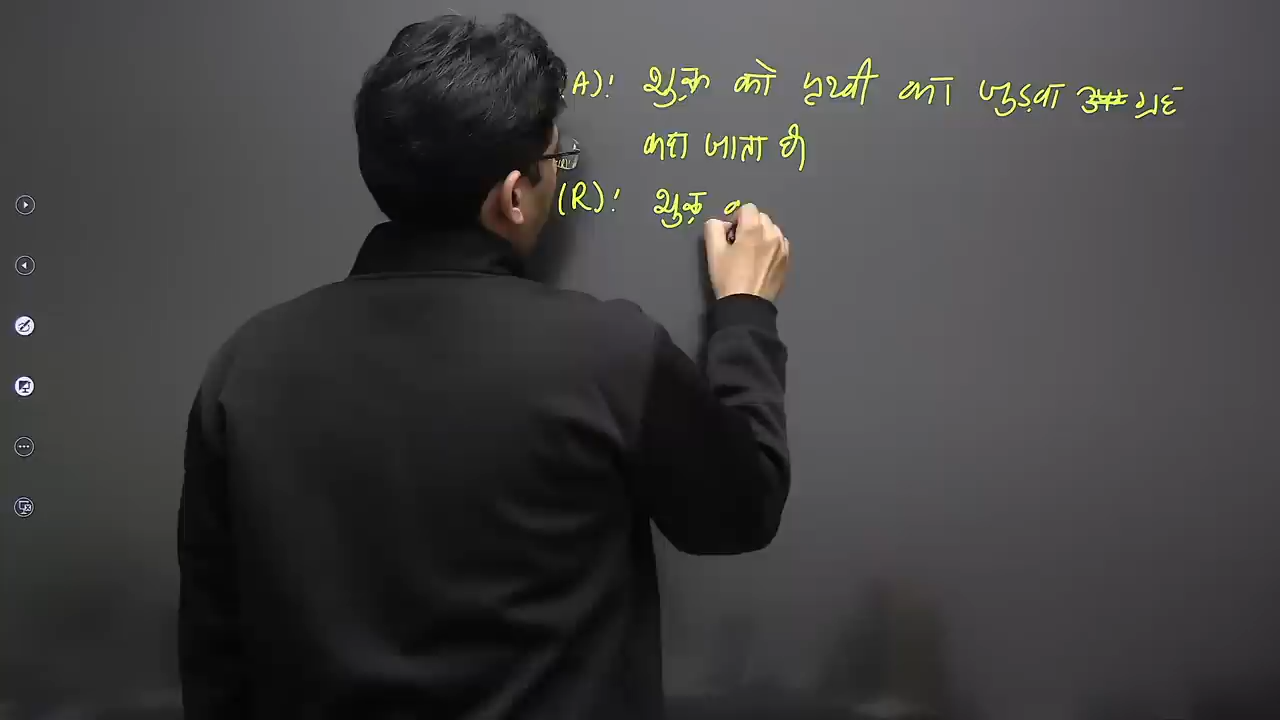 (A): शुक्र को पृथ्वी का जुड़वा ग्रह
कहा जाता है
(R): शुक्र